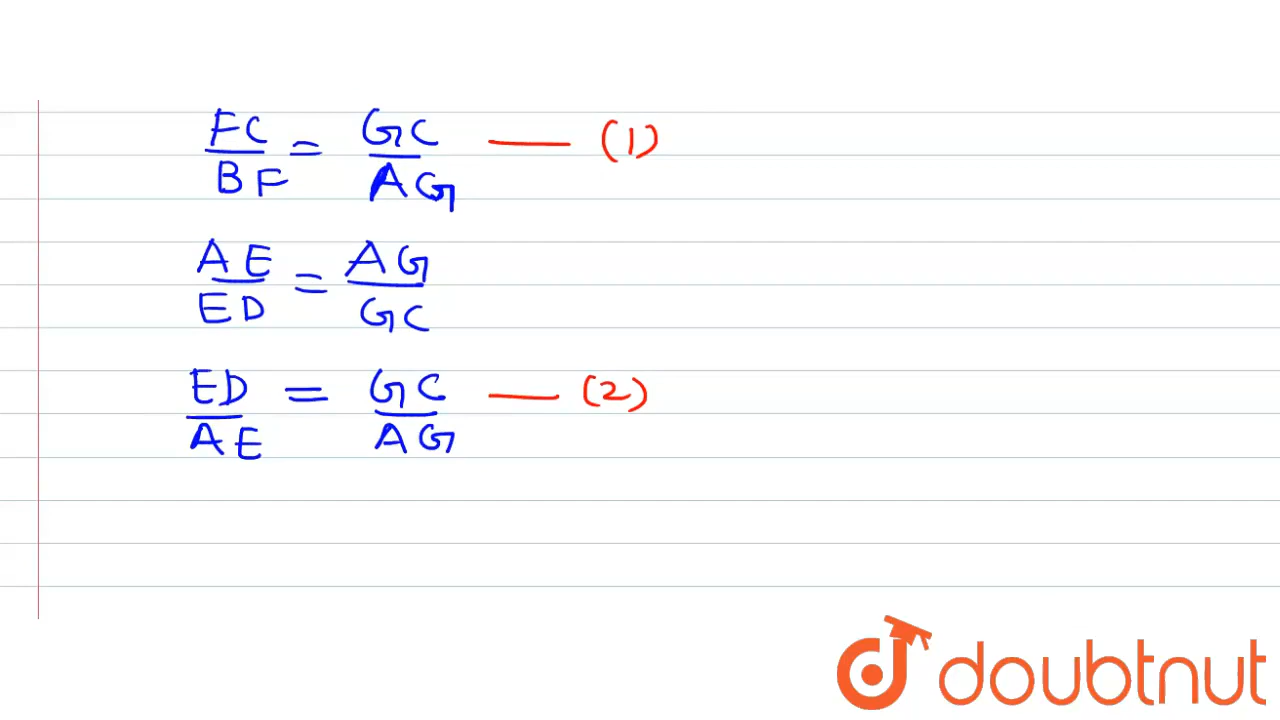 FC/BF = GC/AG — (1)
AE/ED = AG/GC
ED/AE = GC/AG — (2)
doubtnut